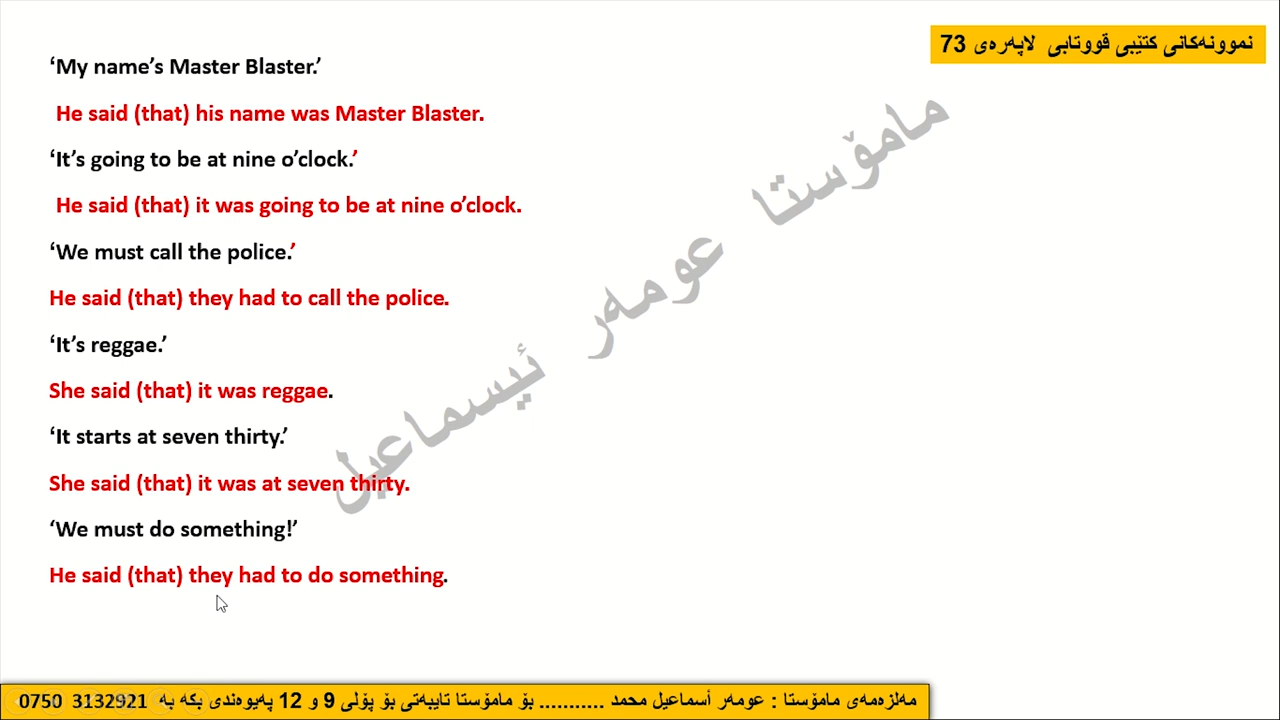 نموونەکانی کتێبی قووتابی لاپەرەی 73
‘My name’s Master Blaster.’
He said (that) his name was Master Blaster.
‘It’s going to be at nine o’clock.’
He said (that) it was going to be at nine o’clock.
‘We must call the police.’
He said (that) they had to call the police.
‘It’s reggae.’
She said (that) it was reggae.
‘It starts at seven thirty.’
She said (that) it was at seven thirty.
‘We must do something!’
He said (that) they had to do something.
مامۆستا عومەر ئیسماعیل
مەلزەمەی مامۆستا : عومەر أسماعیل محمد ........... بۆ مامۆستا تایبەتی بۆ پۆلی 9 و 12 پەیوەندی بکە بە 3132921 0750